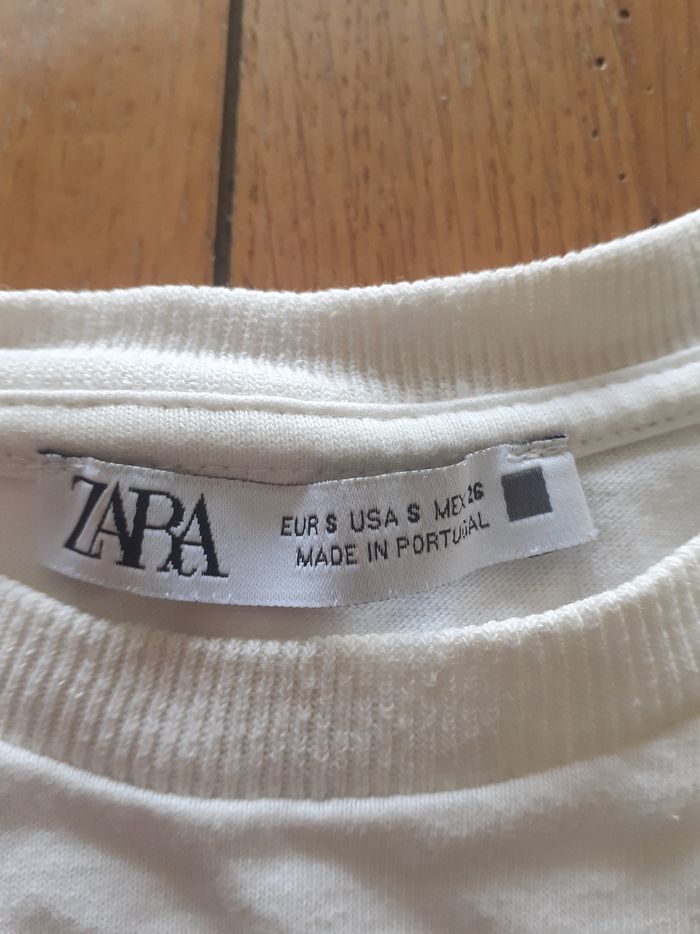 ZARA
EUR S USA S MEX 26
MADE IN PORTUGAL